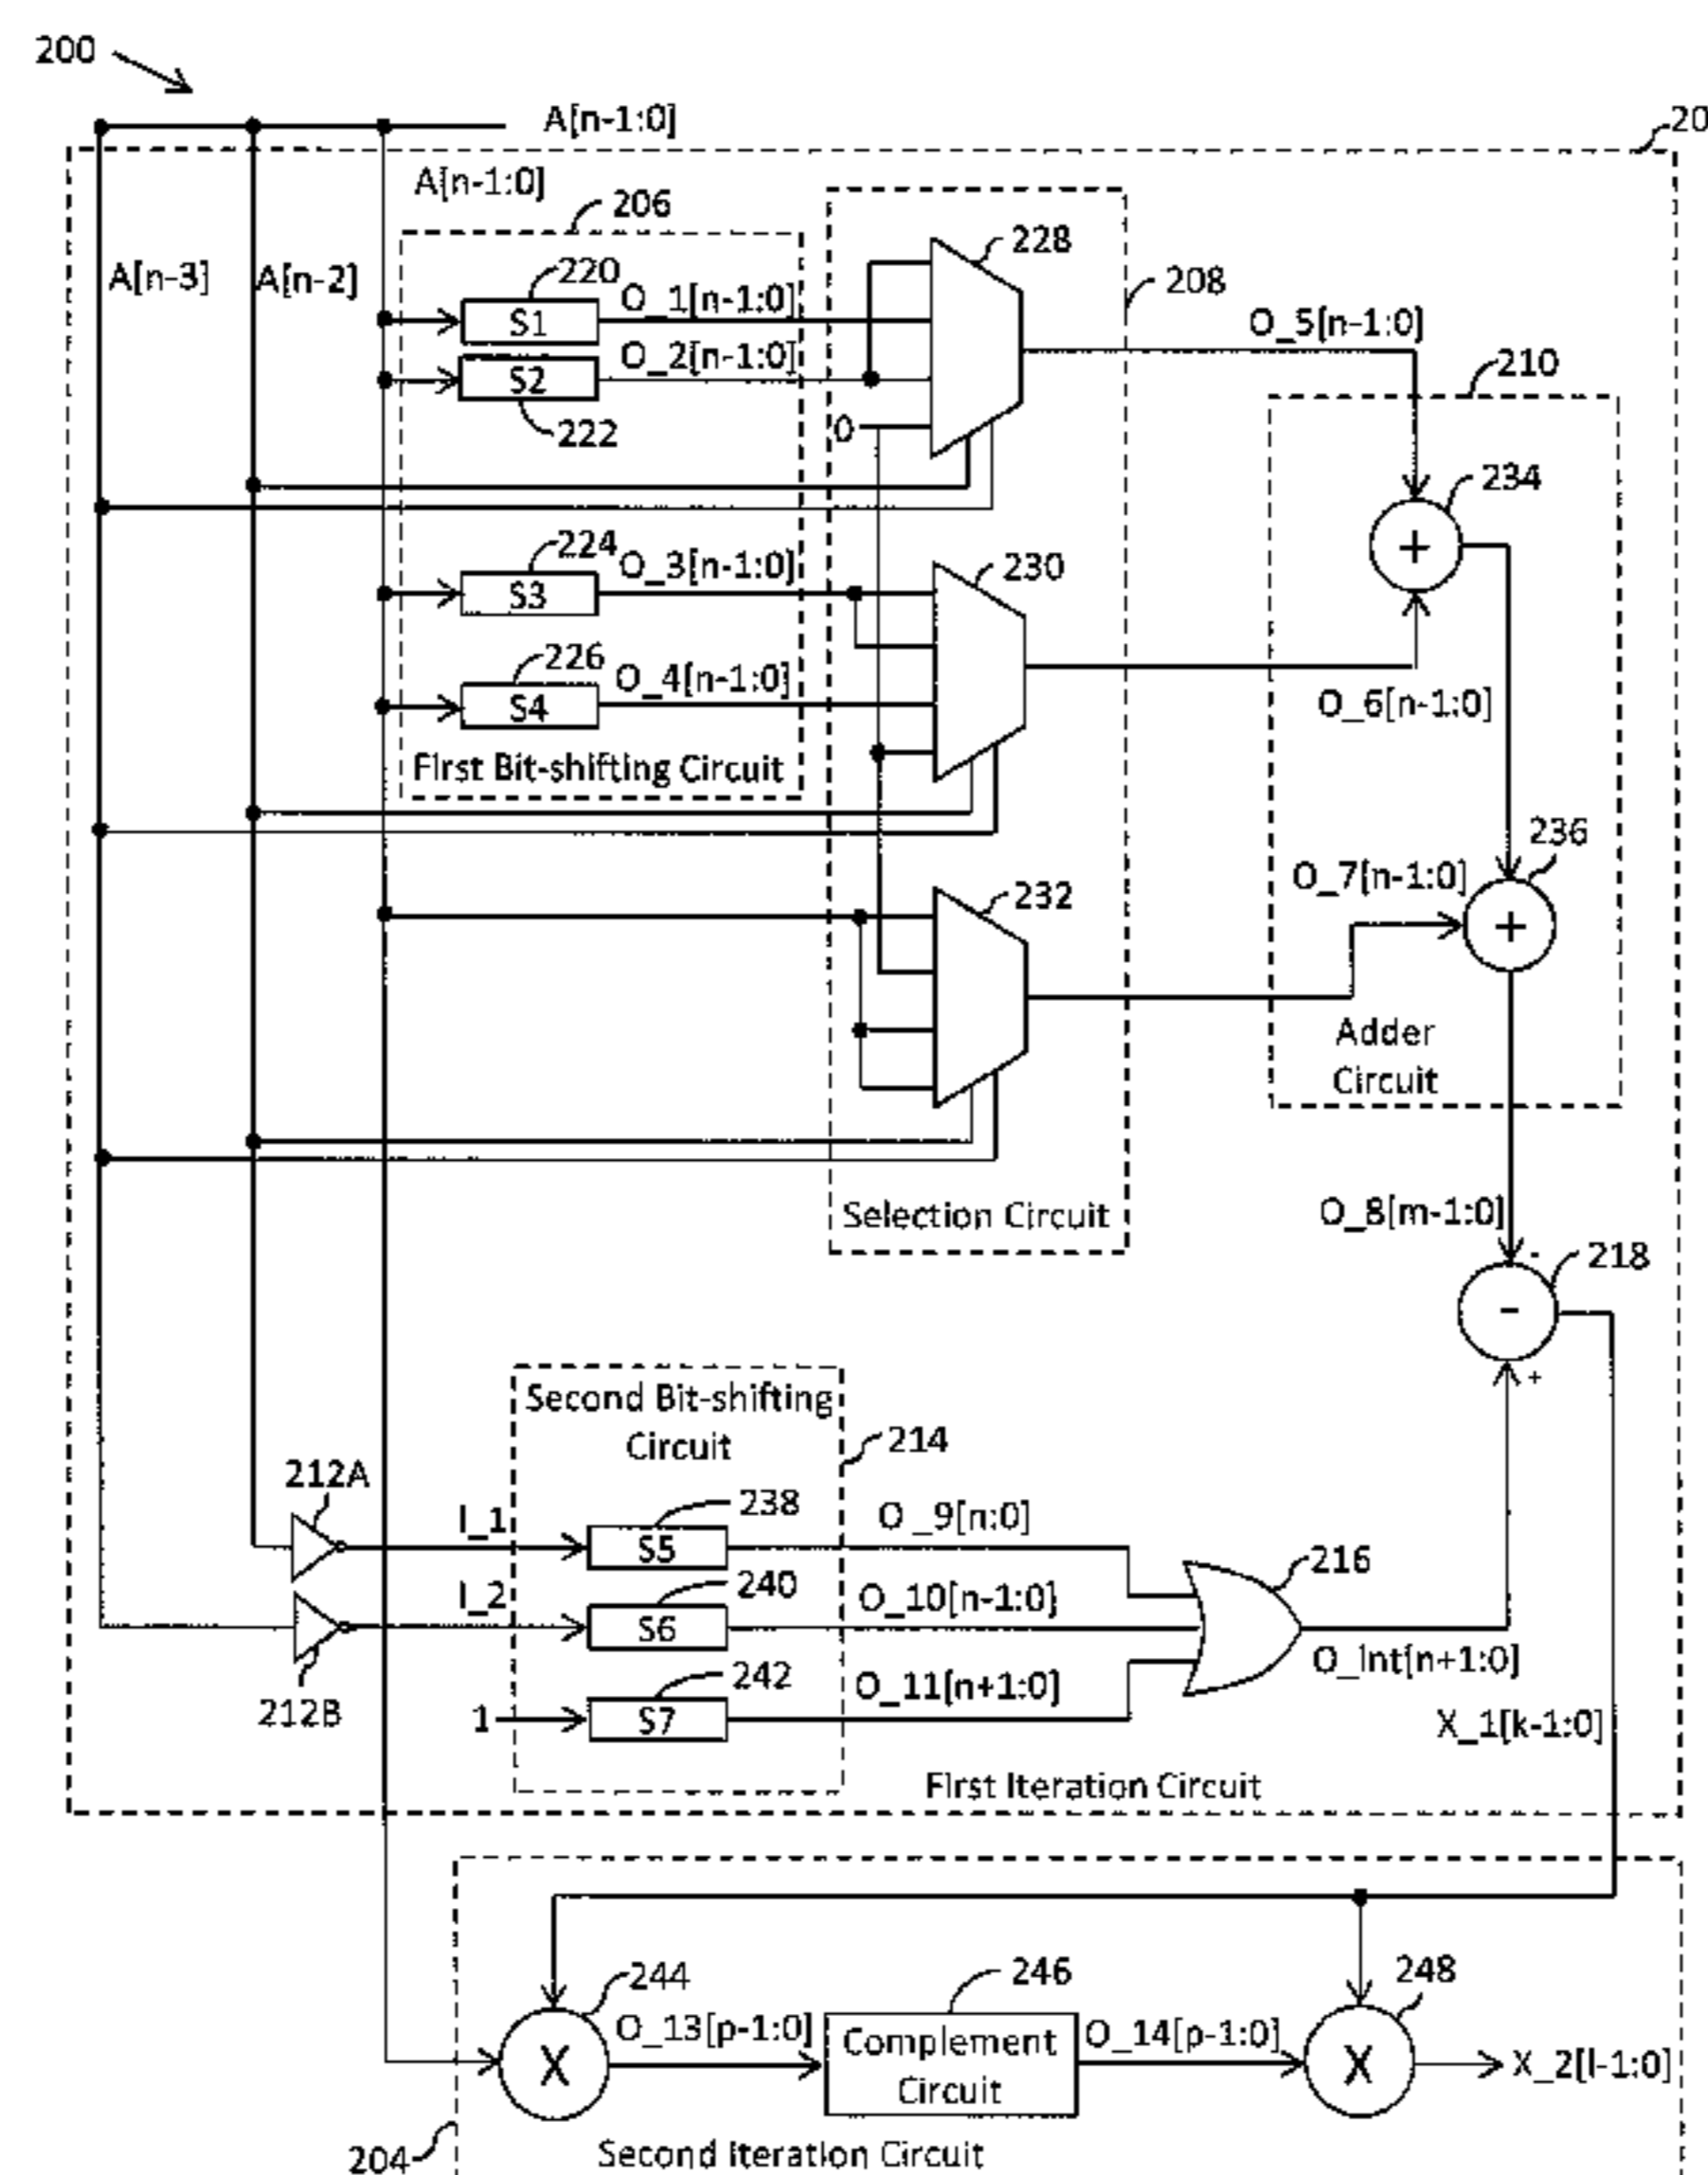 200
A[n-1:0]
20
A[n-1:0]
206
228
A[n-3]
A[n-2]
220
208
S1
O_1[n-1:0]
O_5[n-1:0]
S2
O_2[n-1:0]
210
222
0
234
+
224
S3
O_3[n-1:0]
230
226
S4
O_4[n-1:0]
O_6[n-1:0]
First Bit-shifting Circuit
236
232
O_7[n-1:0]
+
Adder
Circuit
Selection Circuit
O_8[m-1:0]
-
218
-
+
Second Bit-shifting
Circuit
214
212A
I_1
238
S5
O_9[n:0]
216
I_2
240
S6
O_10[n-1:0]
O_Int[n+1:0]
212B
242
1
S7
O_11[n+1:0]
X_1[k-1:0]
First Iteration Circuit
244
246
248
X
O_13[p-1:0]
Complement
Circuit
O_14[p-1:0]
X
X_2[l-1:0]
204
Second Iteration Circuit